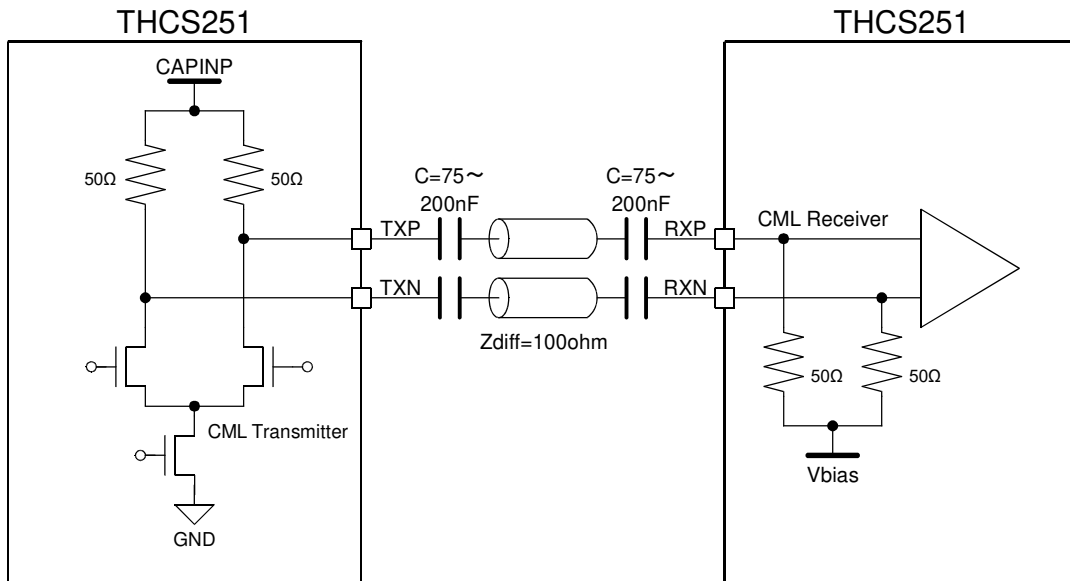 THCS251
THCS251
CAPINP
50Ω
50Ω
C=75～
200nF
C=75～
200nF
TXP
RXP
CML Receiver
TXN
RXN
Zdiff=100ohm
50Ω
50Ω
CML Transmitter
Vbias
GND